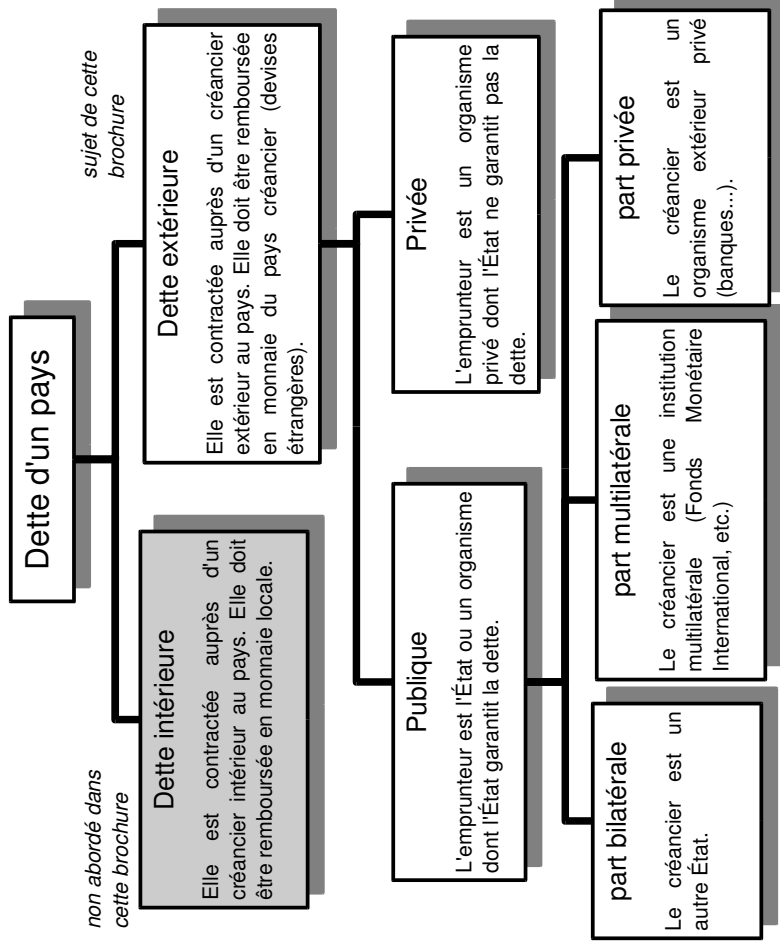 Dette d'un pays
non abordé dans
cette brochure
sujet de cette
brochure
Dette intérieure
Elle est contractée auprès d'un
créancier intérieur au pays. Elle doit
être remboursée en monnaie locale.
Dette extérieure
Elle est contractée auprès d'un créancier
extérieur au pays. Elle doit être remboursée
en monnaie du pays créancier (devises
étrangères).
Publique
L'emprunteur est l'État ou un organisme
dont l'État garantit la dette.
Privée
L'emprunteur est un organisme
privé dont l'État ne garantit pas la
dette.
part bilatérale
Le créancier est un
autre État.
part multilatérale
Le créancier est une institution
multilatérale (Fonds Monétaire
International, etc.)
part privée
Le créancier est un
organisme extérieur privé
(banques...).